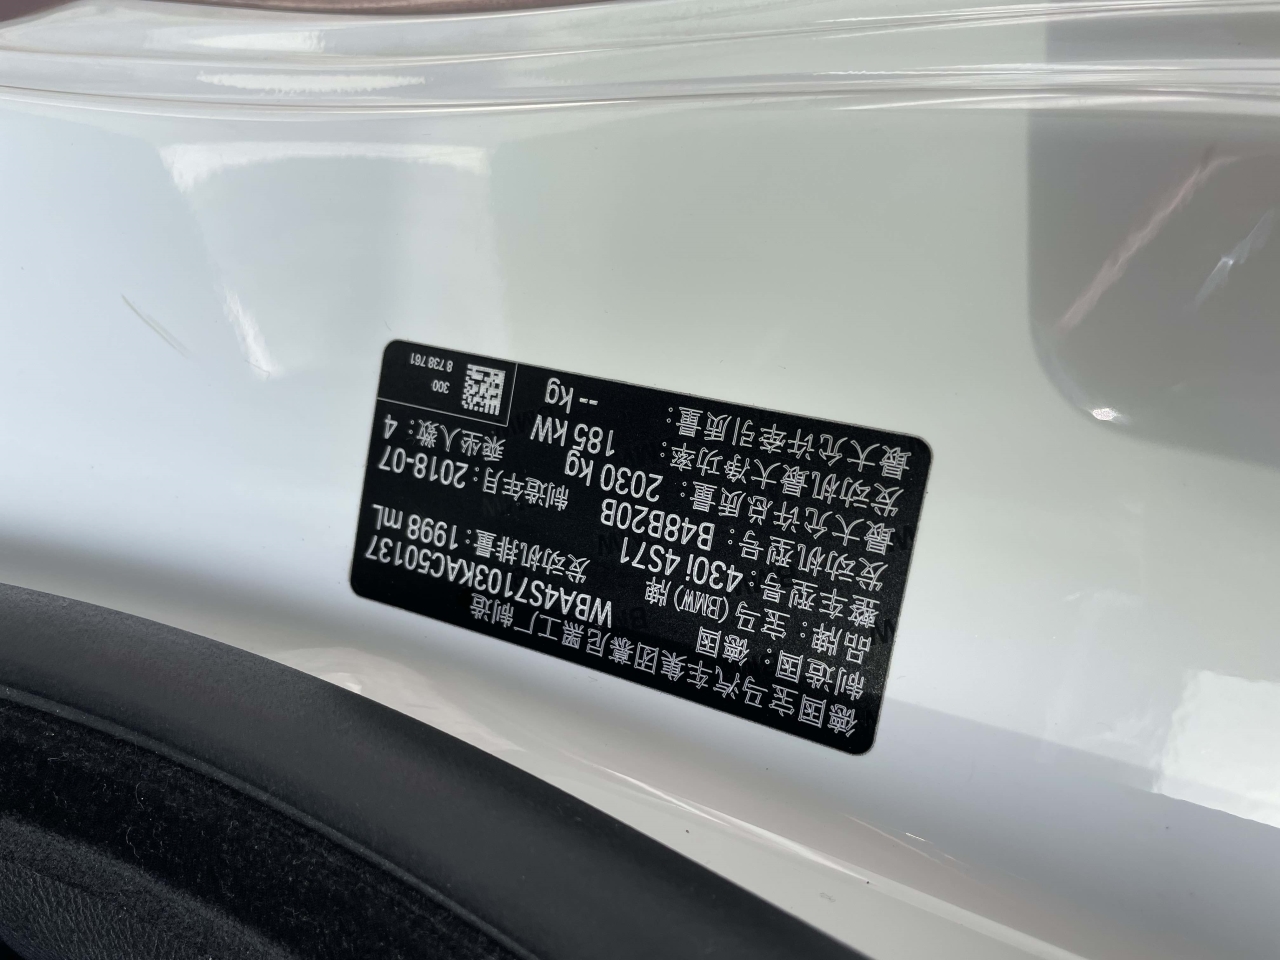 德国宝马汽车集团慕尼黑工厂制造
制造国：德国 WBA4S7103KAC50137
品牌：宝马(BMW)牌
整车型号：430i 4S71 发动机排量：1998 mL
发动机型号：B48B20B
最大允许总质量：2030 kg 制造年月：2018-07
发动机最大净功率：185 kW 乘坐人数：4
最大允许牵引质量：-- kg
300
8 738 761